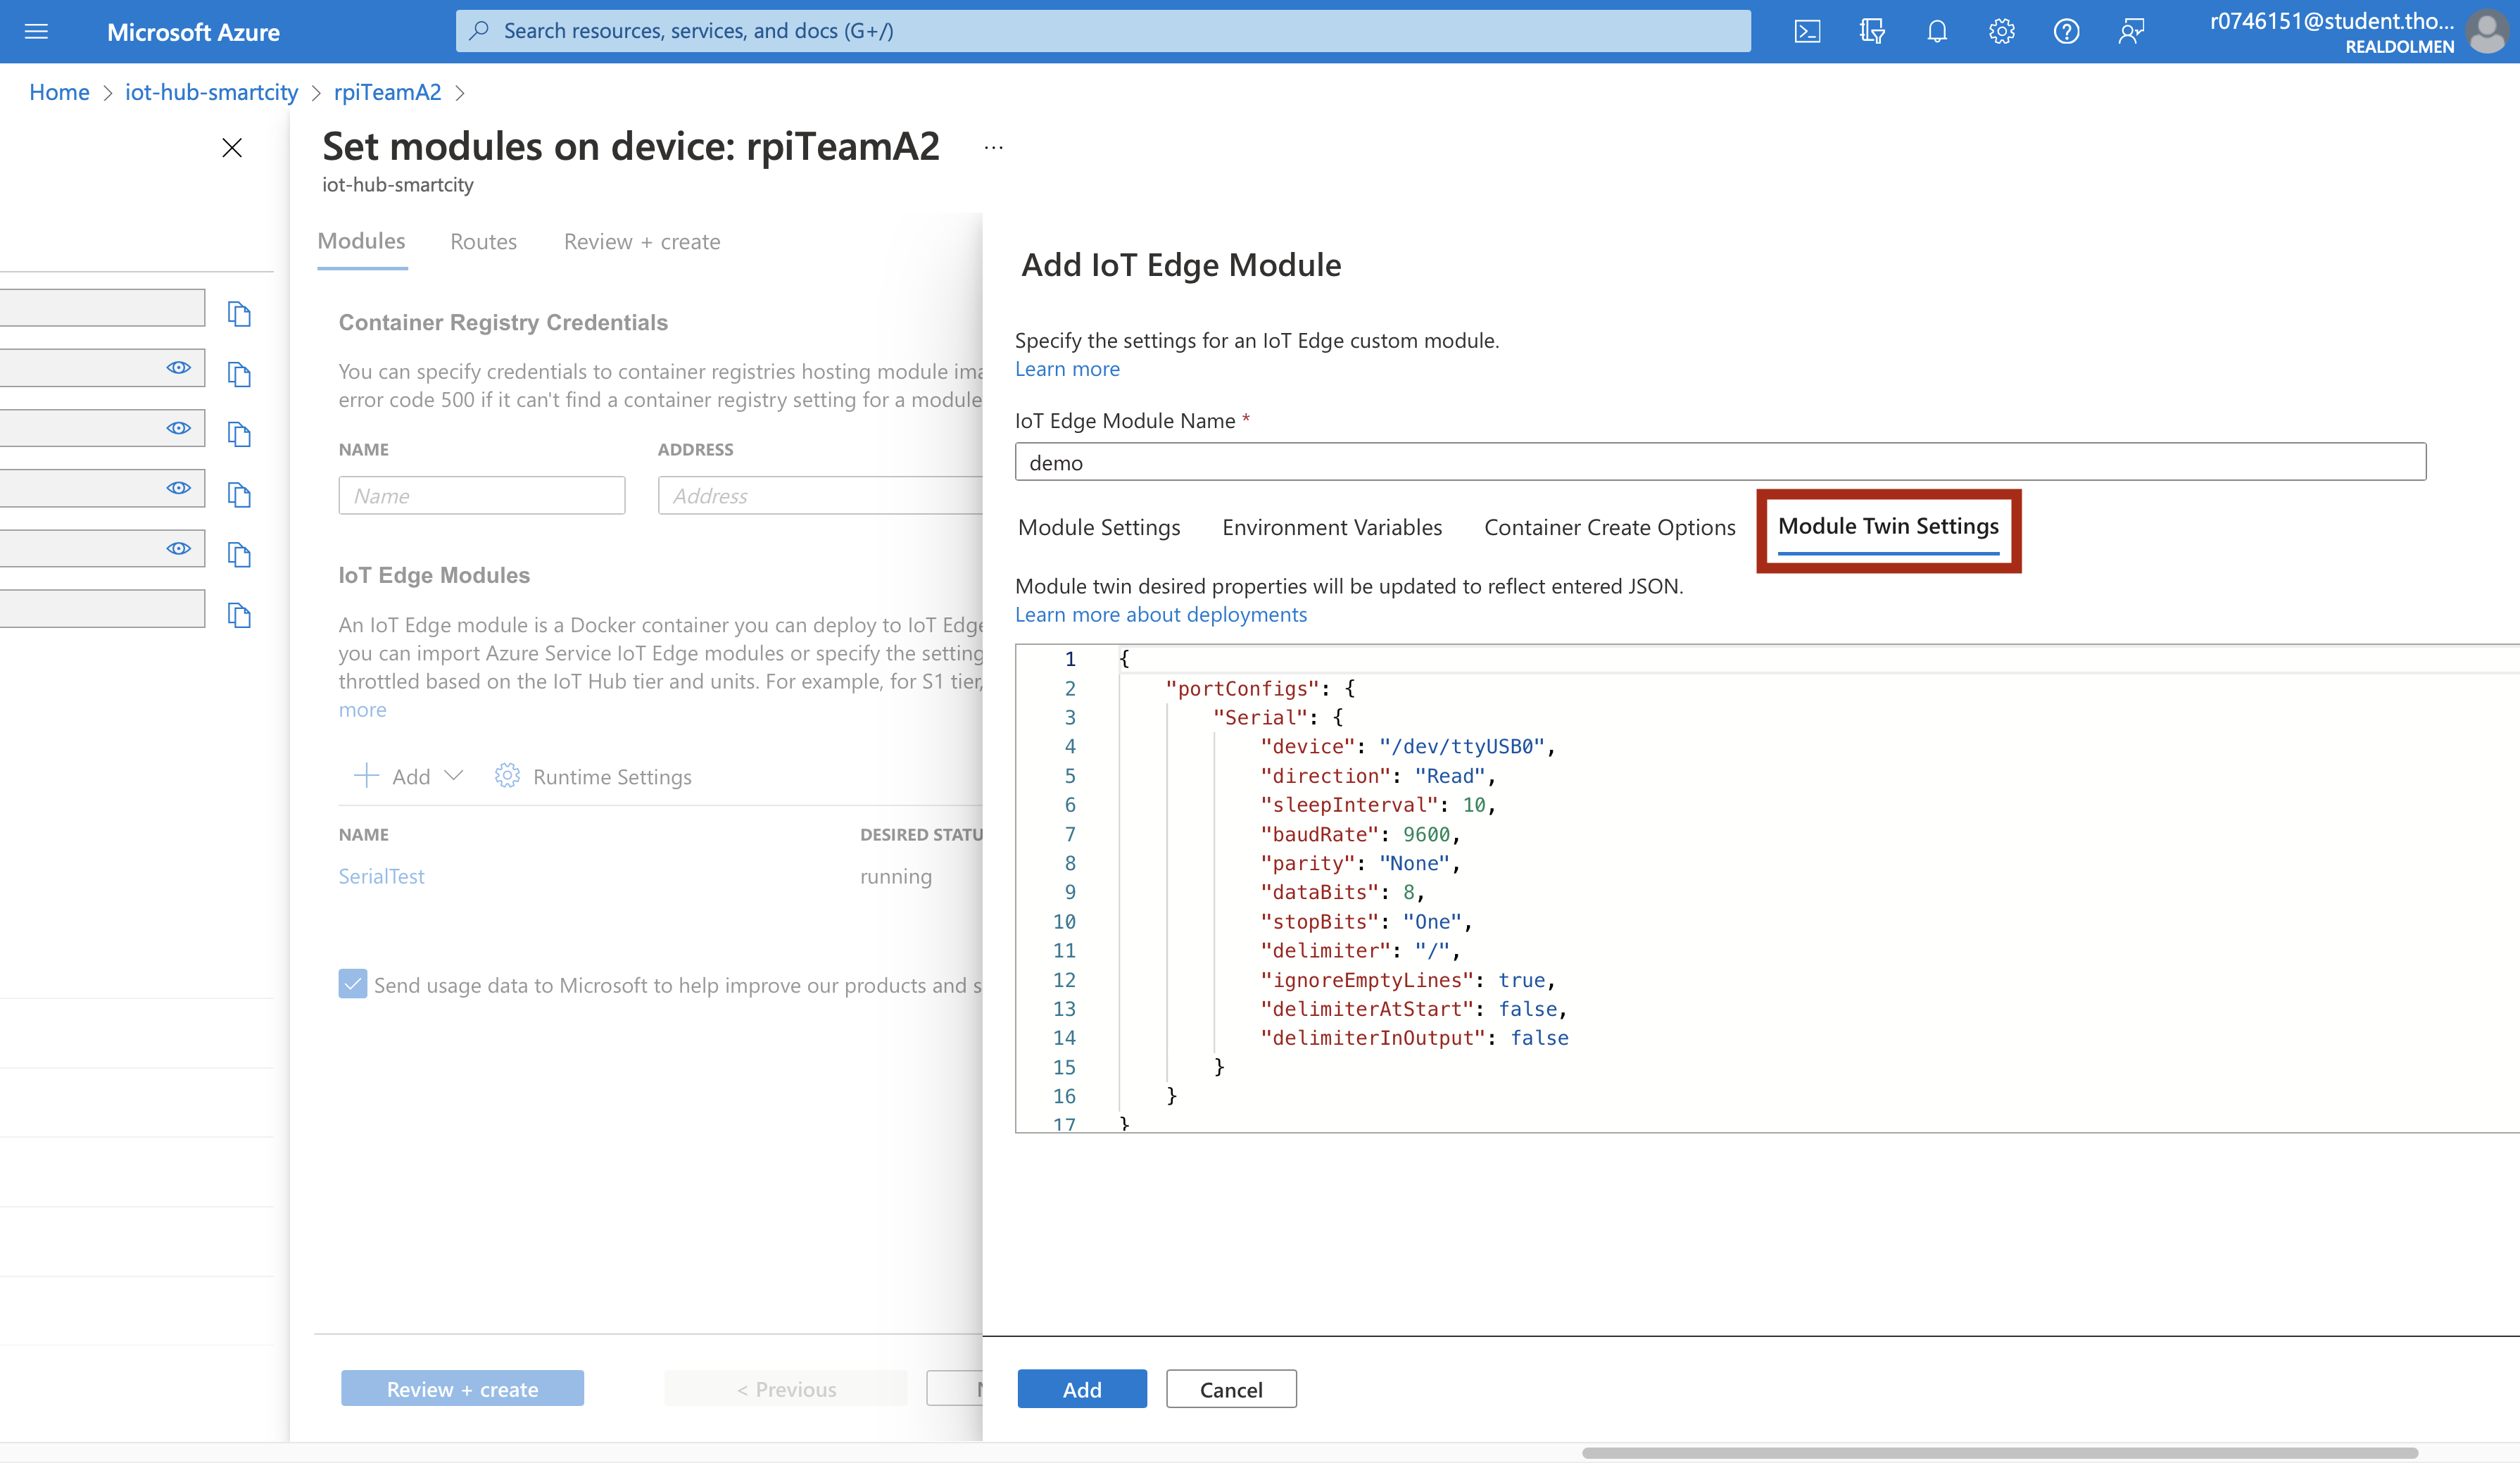 Microsoft Azure
Search resources, services, and docs (G+/)
r0746151@student.tho...
REALDOLMEN
Home > iot-hub-smartcity > rpiTeamA2 >
Set modules on device: rpiTeamA2 ...
iot-hub-smartcity
Modules Routes Review + create
Container Registry Credentials
You can specify credentials to container registries hosting module
error code 500 if it can't find a container registry setting for a module
NAME ADDRESS
Name Address
IoT Edge Modules
An IoT Edge module is a Docker container you can deploy to IoT Edge
you can import Azure Service IoT Edge modules or specify the setting
throttled based on the IoT Hub tier and units. For example, for S1 tier,
more
Add Runtime Settings
NAME DESIRED STATU
SerialTest running
Send usage data to Microsoft to help improve our products and s
Review + create < Previous
Add IoT Edge Module
Specify the settings for an IoT Edge custom module.
Learn more
IoT Edge Module Name *
demo
Module Settings Environment Variables Container Create Options Module Twin Settings
Module twin desired properties will be updated to reflect entered JSON.
Learn more about deployments
1 {
2 "portConfigs": {
3 "Serial": {
4 "device": "/dev/ttyUSB0",
5 "direction": "Read",
6 "sleepInterval": 10,
7 "baudRate": 9600,
8 "parity": "None",
9 "dataBits": 8,
10 "stopBits": "One",
11 "delimiter": "/",
12 "ignoreEmptyLines": true,
13 "delimiterAtStart": false,
14 "delimiterInOutput": false
15 }
16 }
17 }
Add Cancel